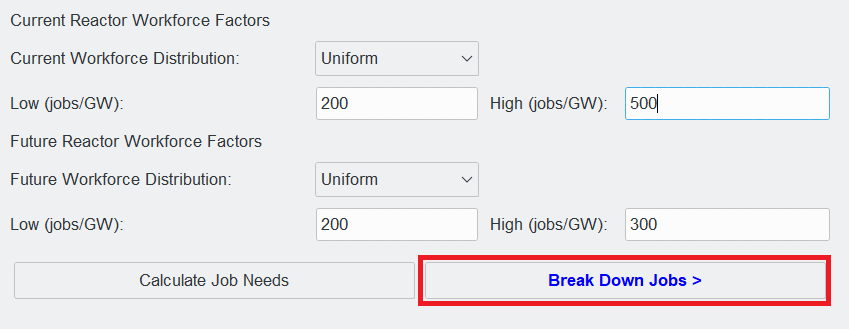 Current Reactor Workforce Factors
Current Workforce Distribution: Uniform
Low (jobs/GW): 200 High (jobs/GW): 500
Future Reactor Workforce Factors
Future Workforce Distribution: Uniform
Low (jobs/GW): 200 High (jobs/GW): 300
Calculate Job Needs Break Down Jobs >